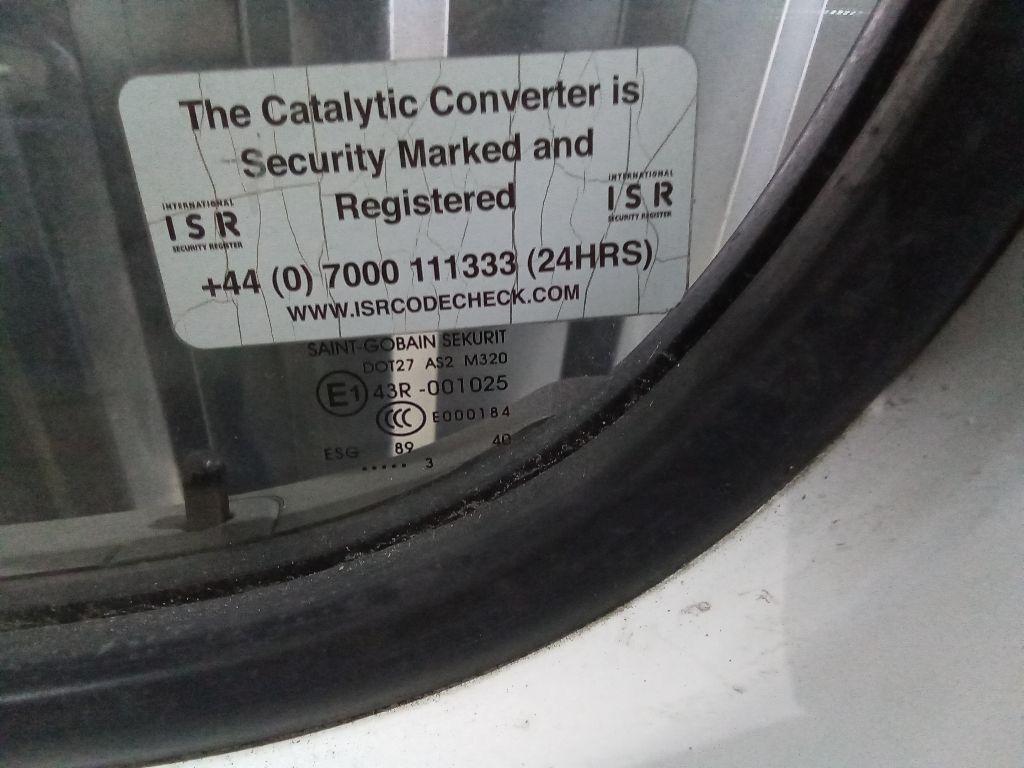 The Catalytic Converter is
Security Marked and
Registered
INTERNATIONAL
ISR
SECURITY REGISTER
INTERNATIONAL
ISR
SECURITY REGISTER
+44 (0) 7000 111333 (24HRS)
WWW.ISRCODECHECK.COM
SAINT-GOBAIN SEKURIT
DOT27 AS2 M320
E1 43R -001025
CCC E000184
ESG 89 4D
..... 3